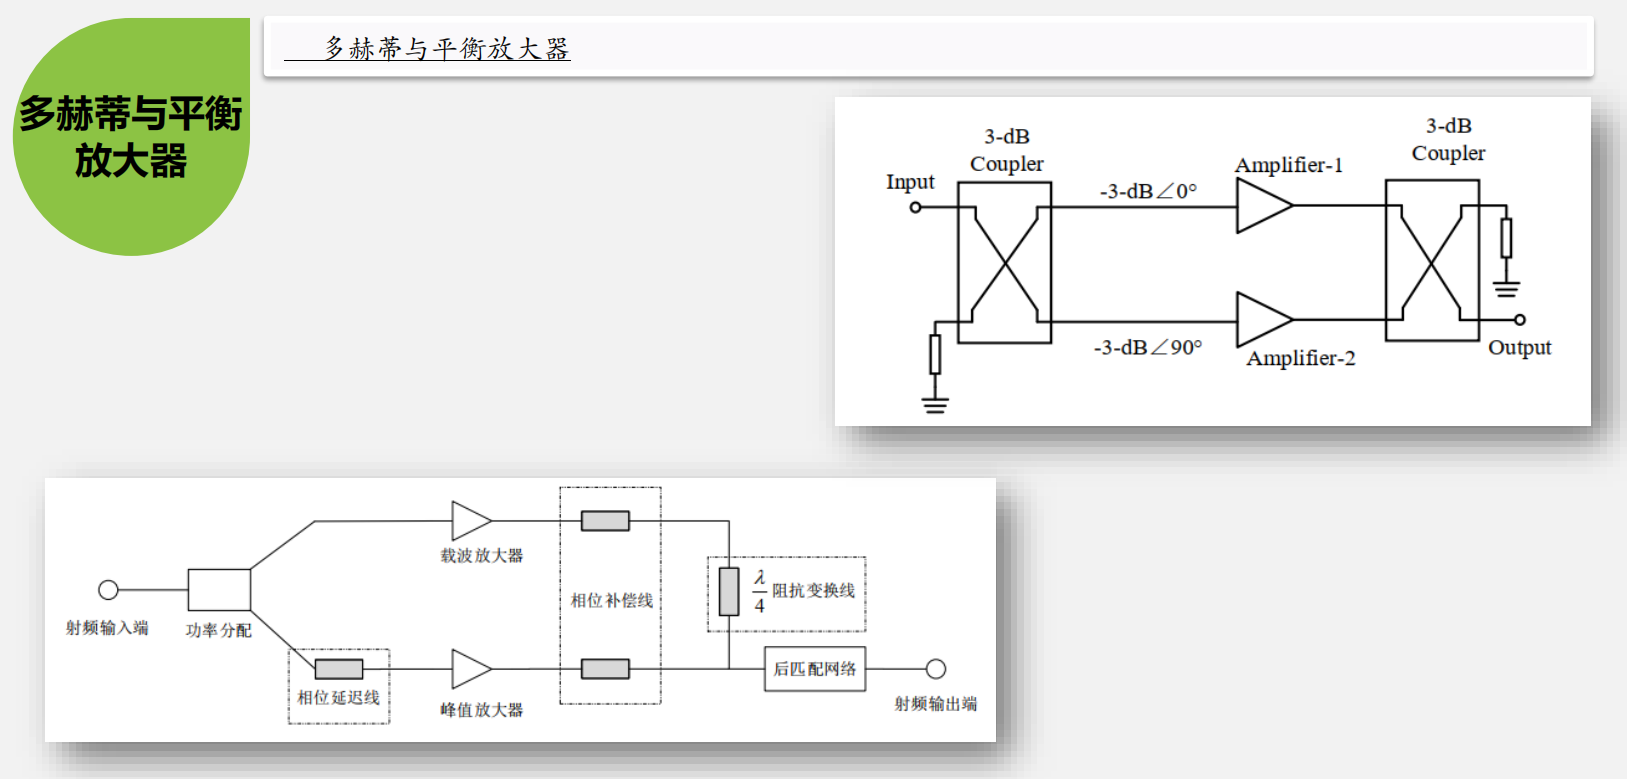 多赫蒂与平衡放大器
多赫蒂与平衡
放大器
3-dB
Coupler
3-dB
Coupler
Input
-3-dB∠0°
Amplifier-1
-3-dB∠90°
Amplifier-2
Output
载波放大器
相位补偿线
λ/4 阻抗变换线
射频输入端
功率分配
相位延迟线
峰值放大器
后匹配网络
射频输出端